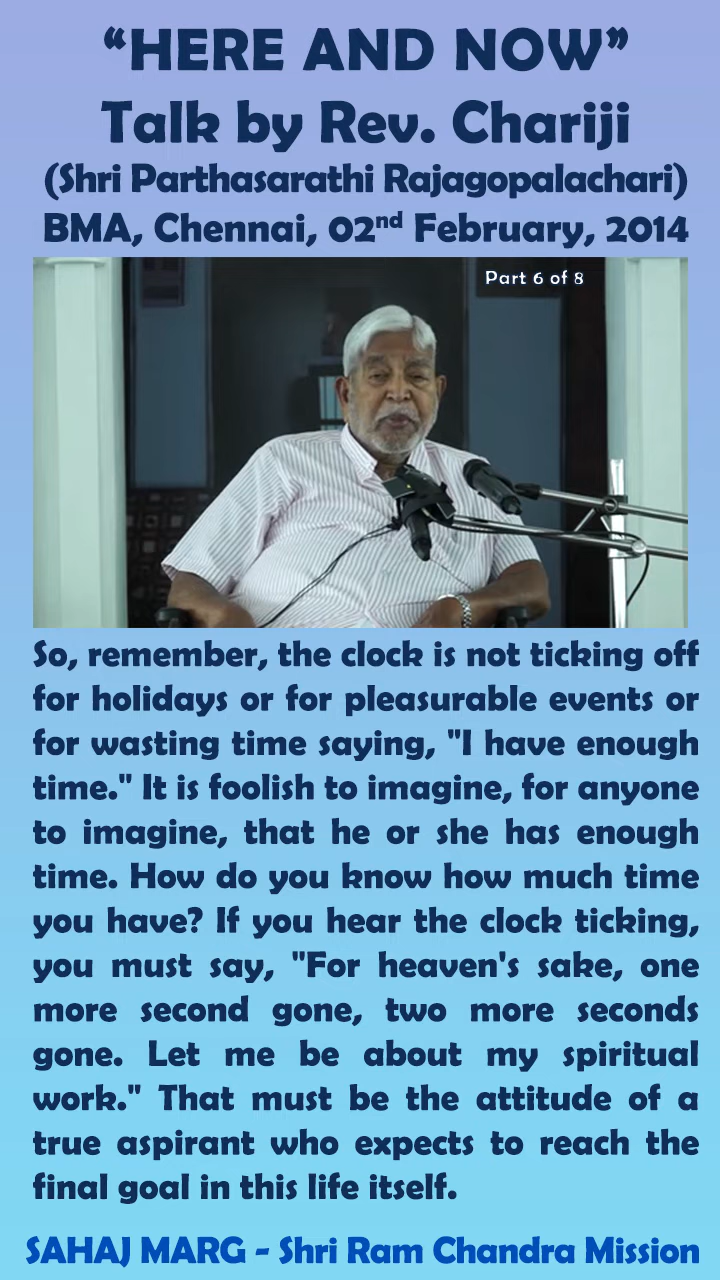 “HERE AND NOW”
Talk by Rev. Chariji
(Shri Parthasarathi Rajagopalachari)
BMA, Chennai, 02nd February, 2014
Part 6 of 8
So, remember, the clock is not ticking off
for holidays or for pleasurable events or
for wasting time saying, "I have enough
time." It is foolish to imagine, for anyone
to imagine, that he or she has enough
time. How do you know how much time
you have? If you hear the clock ticking,
you must say, "For heaven's sake, one
more second gone, two more seconds
gone. Let me be about my spiritual
work." That must be the attitude of a
true aspirant who expects to reach the
final goal in this life itself.
SAHAJ MARG - Shri Ram Chandra Mission